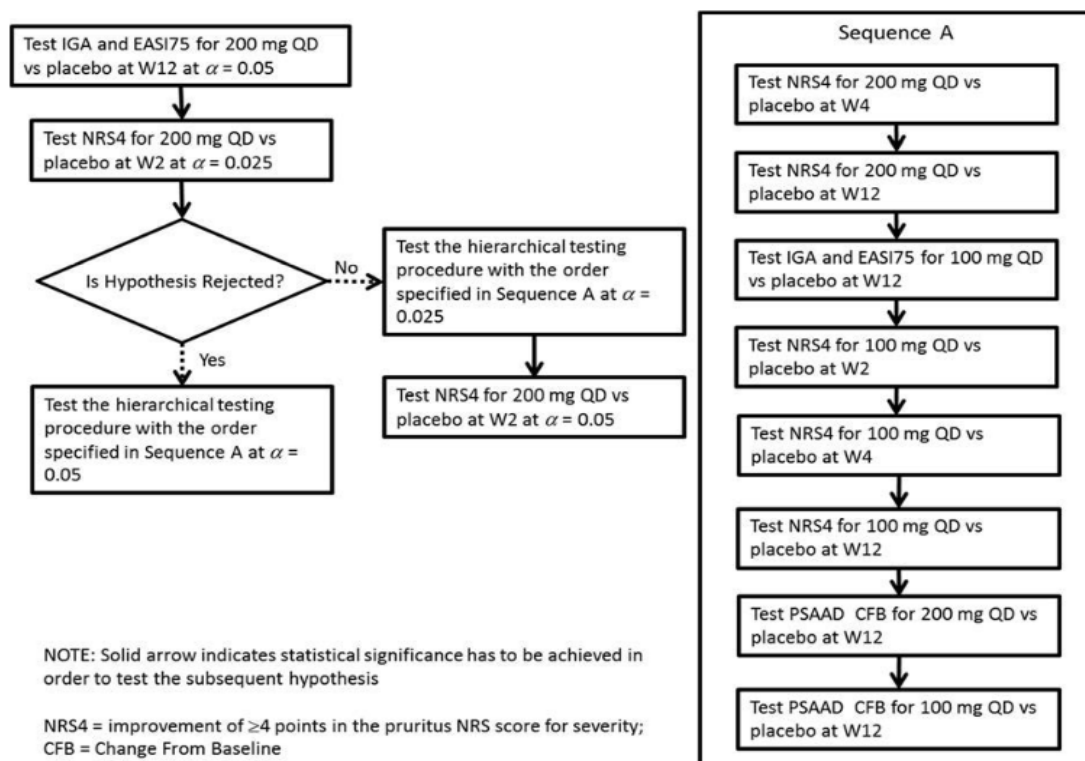 Test IGA and EASI75 for 200 mg QD
vs placebo at W12 at α = 0.05
Test NRS4 for 200 mg QD vs
placebo at W2 at α = 0.025
Is Hypothesis Rejected?
No
Yes
Test the hierarchical testing
procedure with the order
specified in Sequence A at α =
0.025
Test NRS4 for 200 mg QD vs
placebo at W2 at α = 0.05
Test the hierarchical testing
procedure with the order
specified in Sequence A at α =
0.05
NOTE: Solid arrow indicates statistical significance has to be achieved in
order to test the subsequent hypothesis
NRS4 = improvement of ≥4 points in the pruritus NRS score for severity;
CFB = Change From Baseline
Sequence A
Test NRS4 for 200 mg QD vs
placebo at W4
Test NRS4 for 200 mg QD vs
placebo at W12
Test IGA and EASI75 for 100 mg QD
vs placebo at W12
Test NRS4 for 100 mg QD vs
placebo at W2
Test NRS4 for 100 mg QD vs
placebo at W4
Test NRS4 for 100 mg QD vs
placebo at W12
Test PSAAD CFB for 200 mg QD vs
placebo at W12
Test PSAAD CFB for 100 mg QD vs
placebo at W12